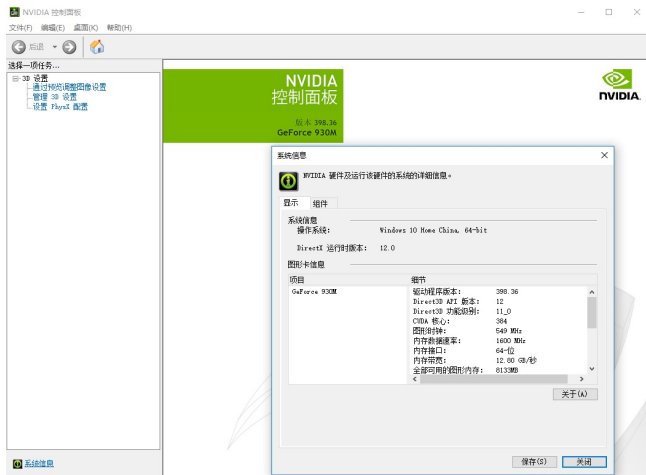 NVIDIA 控制面板
文件(F) 编辑(E) 桌面(K) 帮助(H)
后退
选择一项任务...
3D 设置
通过预览调整图像设置
管理 3D 设置
设置 PhysX 配置
NVIDIA
控制面板
版本 398.36
GeForce 930M
NVIDIA.
系统信息
NVIDIA 硬件及运行该硬件的系统的详细信息。
显示 组件
系统信息
操作系统: Windows 10 Home China, 64-bit
DirectX 运行时版本: 12.0
图形卡信息
项目 细节
GeForce 930M 驱动程序版本: 398.36
Direct3D API 版本: 12
Direct3D 功能级别: 11_0
CUDA 核心: 384
图形时钟: 549 MHz
内存数据速率: 1600 MHz
内存接口: 64-位
内存带宽: 12.80 GB/秒
全部可用的图形内存: 8133MB
关于(A)
保存(S) 关闭
系统信息